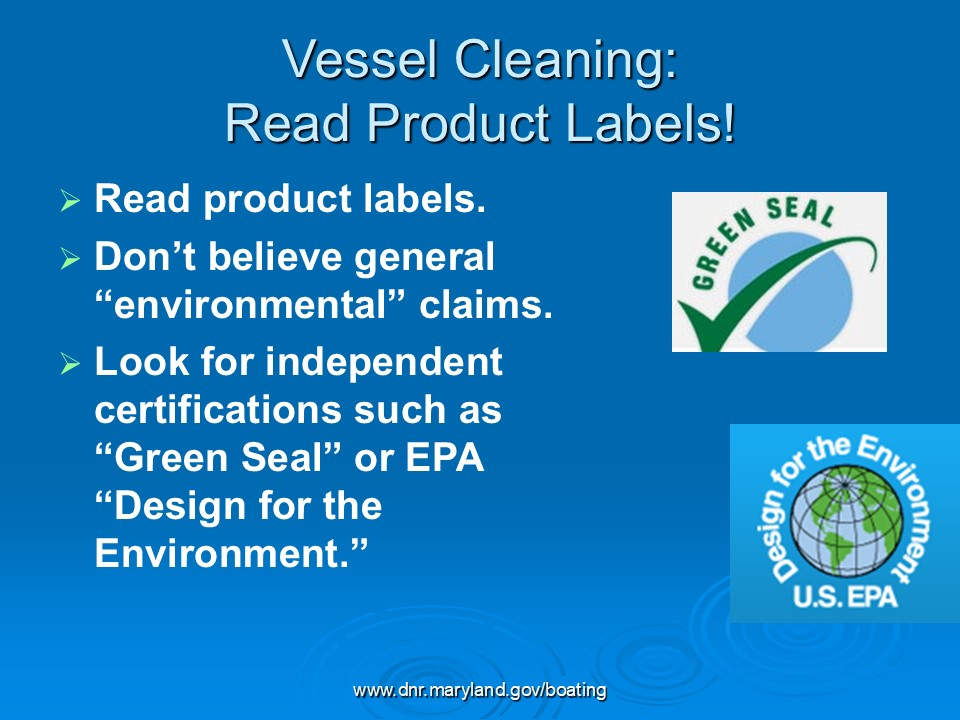 Vessel Cleaning:
Read Product Labels!
Read product labels.
Don’t believe general
“environmental” claims.
Look for independent
certifications such as
“Green Seal” or EPA
“Design for the
Environment.”
GREEN SEAL
Design for the Environment
U.S. EPA
www.dnr.maryland.gov/boating